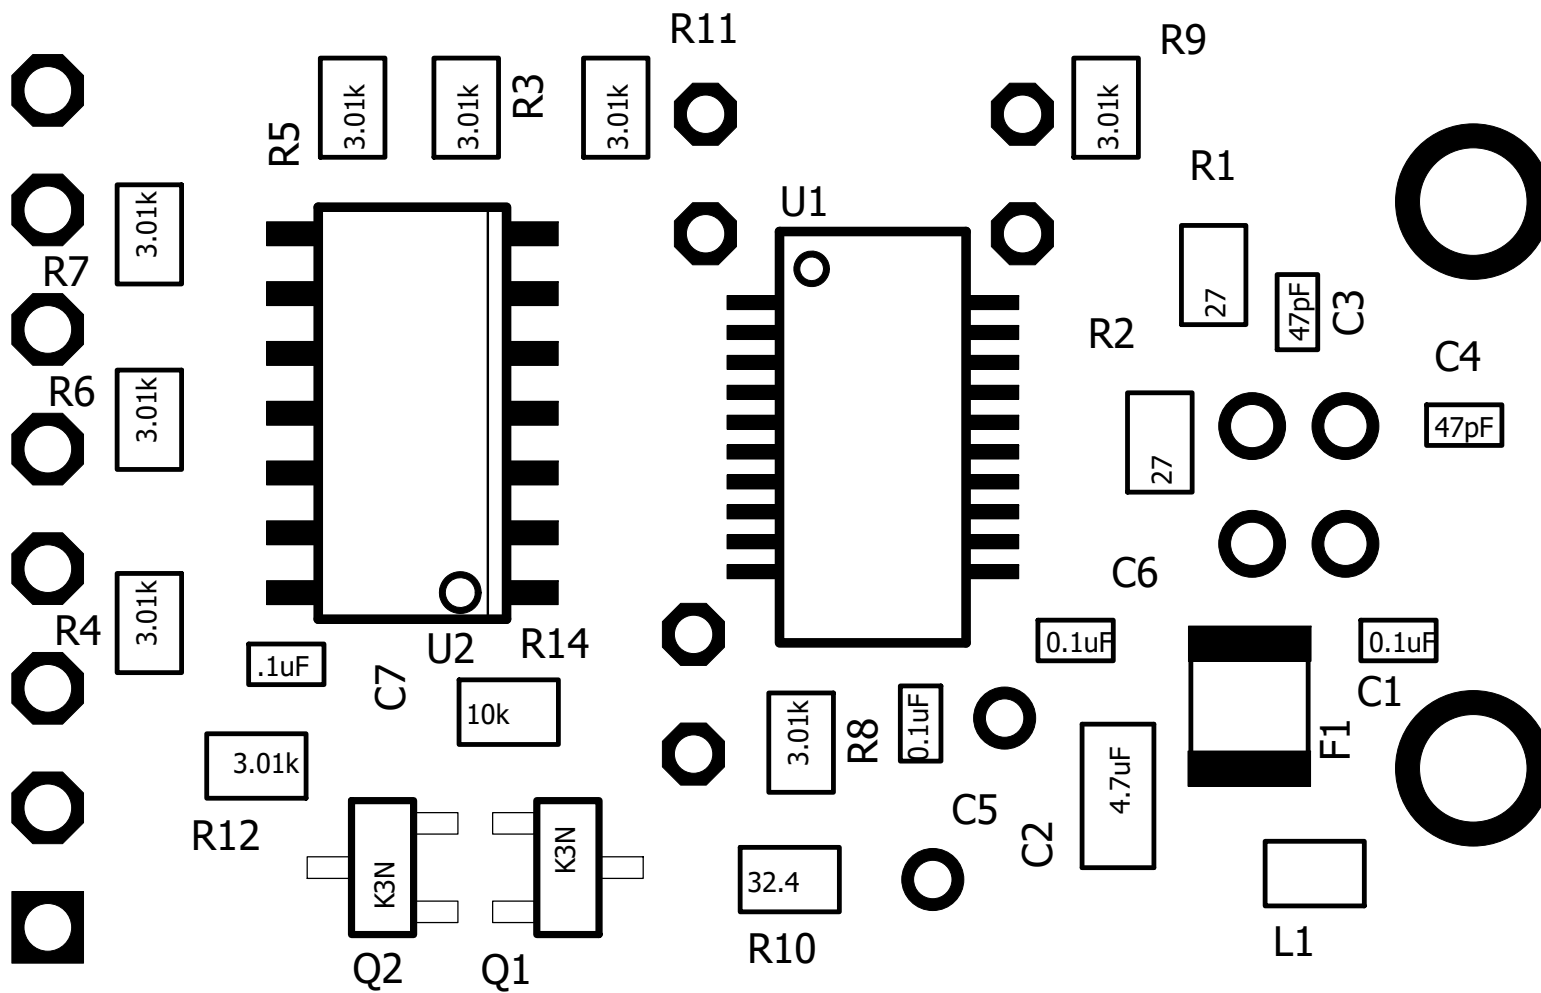 R11
R9
R5
3.01k
3.01k
R3
3.01k
3.01k
R1
3.01k
R7
U1
27
47pF
C3
R2
C4
R6
3.01k
47pF
27
C6
R4
3.01k
.1uF
C7
U2
R14
0.1uF
0.1uF
C1
10k
3.01k
R8
0.1uF
F1
3.01k
4.7uF
R12
C5
C2
K3N
K3N
32.4
R10
L1
Q2
Q1